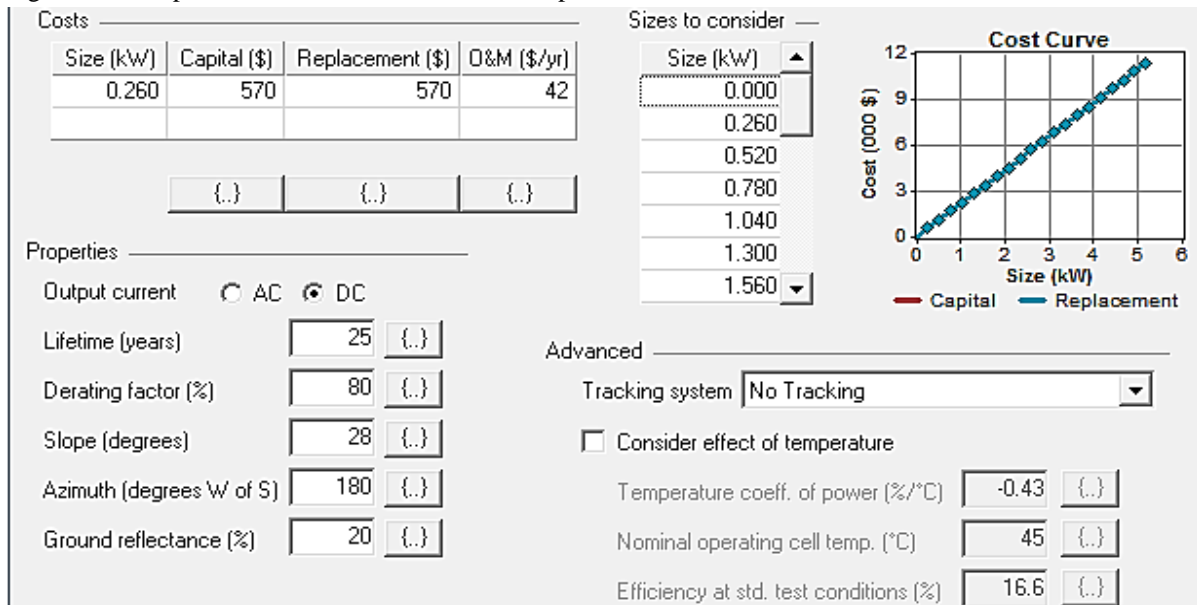 Costs
Size (kW) Capital ($) Replacement ($) O&M ($/yr)
0.260 570 570 42
{..} {..} {..}
Sizes to consider
Size (kW)
0.000
0.260
0.520
0.780
1.040
1.300
1.560
Cost Curve
Cost (000 $)
12
9
6
3
0
0 1 2 3 4 5 6
Size (kW)
Capital Replacement
Properties
Output current AC DC
Lifetime (years) 25 {..}
Derating factor (%) 80 {..}
Slope (degrees) 28 {..}
Azimuth (degrees W of S) 180 {..}
Ground reflectance (%) 20 {..}
Advanced
Tracking system No Tracking
Consider effect of temperature
Temperature coeff. of power (%/°C) -0.43 {..}
Nominal operating cell temp. (°C) 45 {..}
Efficiency at std. test conditions (%) 16.6 {..}